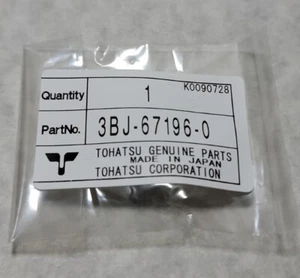 K0090728
Quantity 1
PartNo. 3BJ-67196-0
TOHATSU GENUINE PARTS
MADE IN JAPAN
TOHATSU CORPORATION